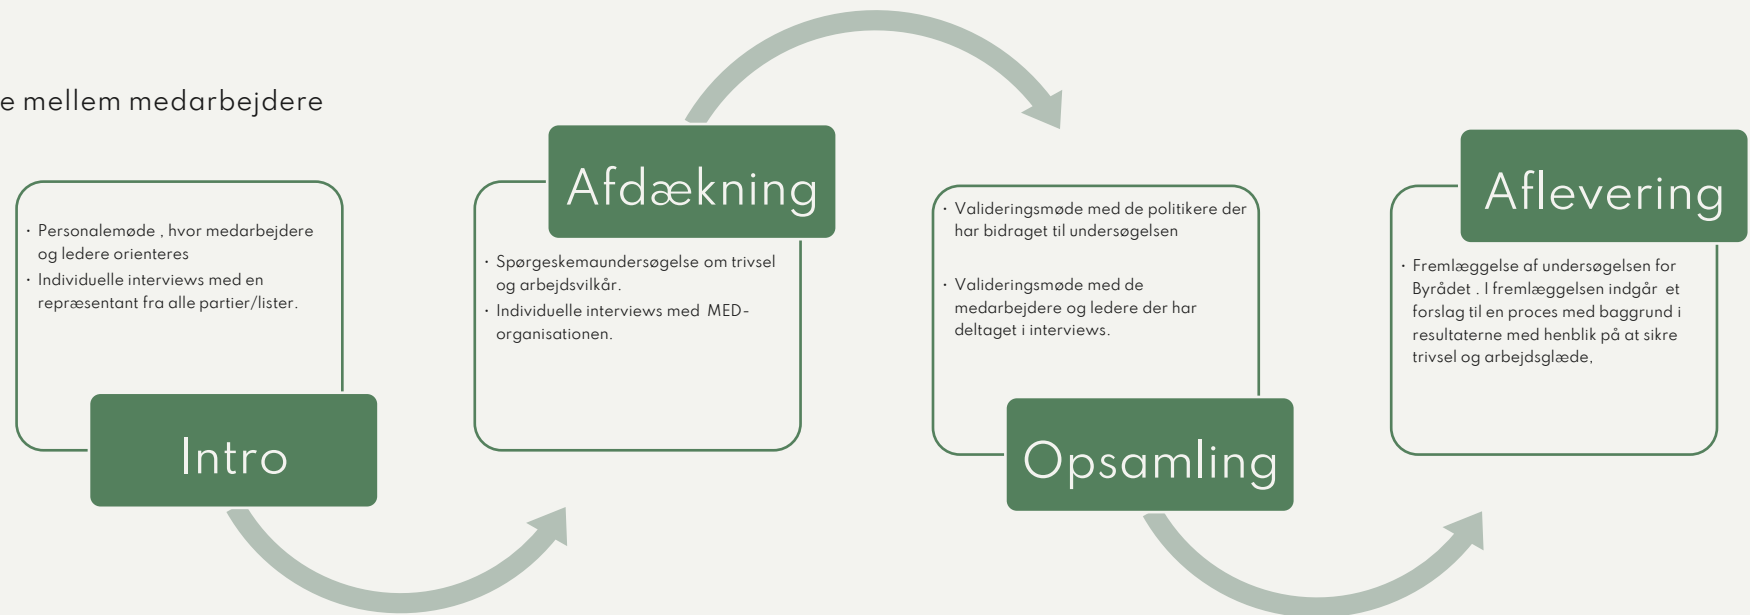 e mellem medarbejdere
· Personalemøde , hvor medarbejdere
og ledere orienteres
· Individuelle interviews med en
repræsentant fra alle partier/lister.
Intro
Afdækning
· Spørgeskemaundersøgelse om trivsel
og arbejdsvilkår.
· Individuelle interviews med MED-
organisationen.
· Valideringsmøde med de politikere der
har bidraget til undersøgelsen
· Valideringsmøde med de
medarbejdere og ledere der har
deltaget i interviews.
Opsamling
Aflevering
· Fremlæggelse af undersøgelsen for
Byrådet . I fremlæggelsen indgår et
forslag til en proces med baggrund i
resultaterne med henblik på at sikre
trivsel og arbejdsglæde,